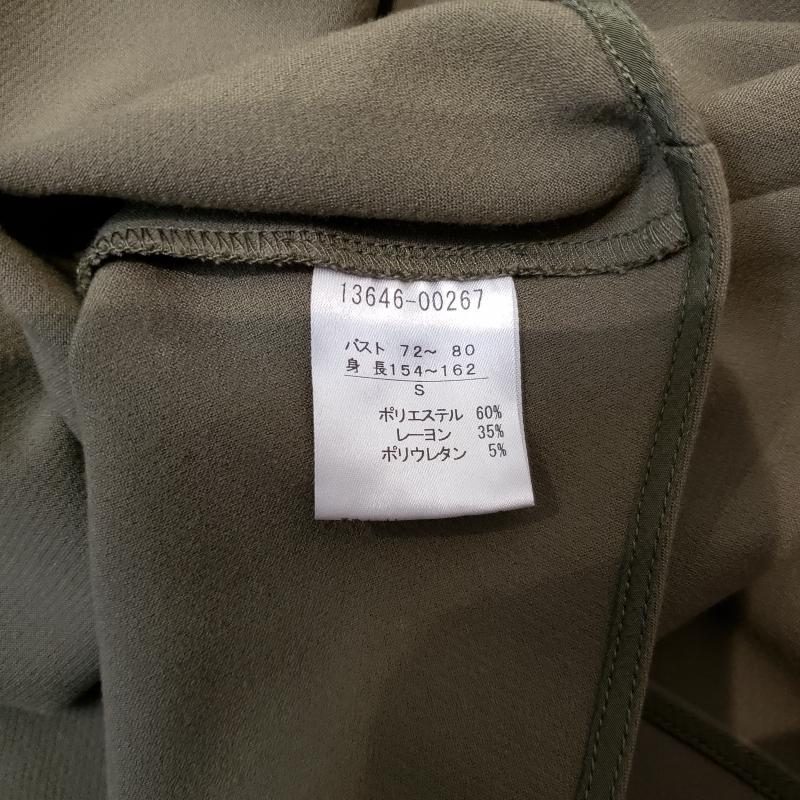 13646-00267
バスト 72～ 80
身 長154～162
S
ポリエステル 60%
レーヨン 35%
ポリウレタン 5%